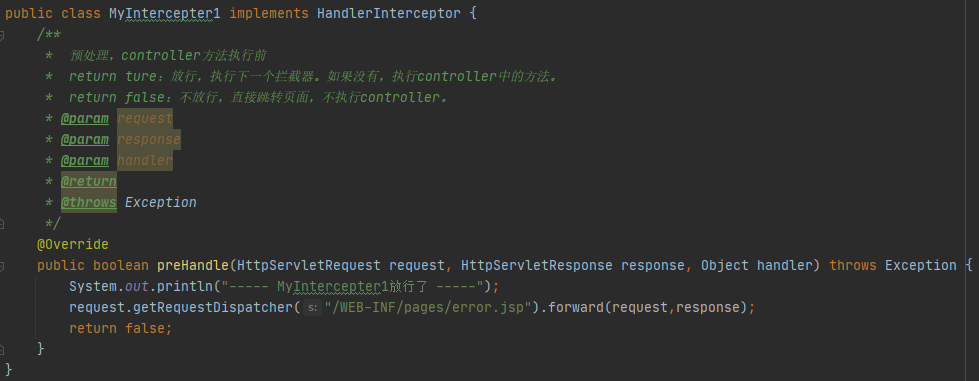 public class MyIntercepter1 implements HandlerInterceptor {
/**
* 预处理，controller方法执行前
* return ture：放行，执行下一个拦截器。如果没有，执行controller中的方法。
* return false：不放行，直接跳转页面，不执行controller。
* @param request
* @param response
* @param handler
* @return
* @throws Exception
*/
@Override
public boolean preHandle(HttpServletRequest request, HttpServletResponse response, Object handler) throws Exception {
System.out.println("----- MyIntercepter1放行了 -----");
request.getRequestDispatcher( s: "/WEB-INF/pages/error.jsp").forward(request,response);
return false;
}
}